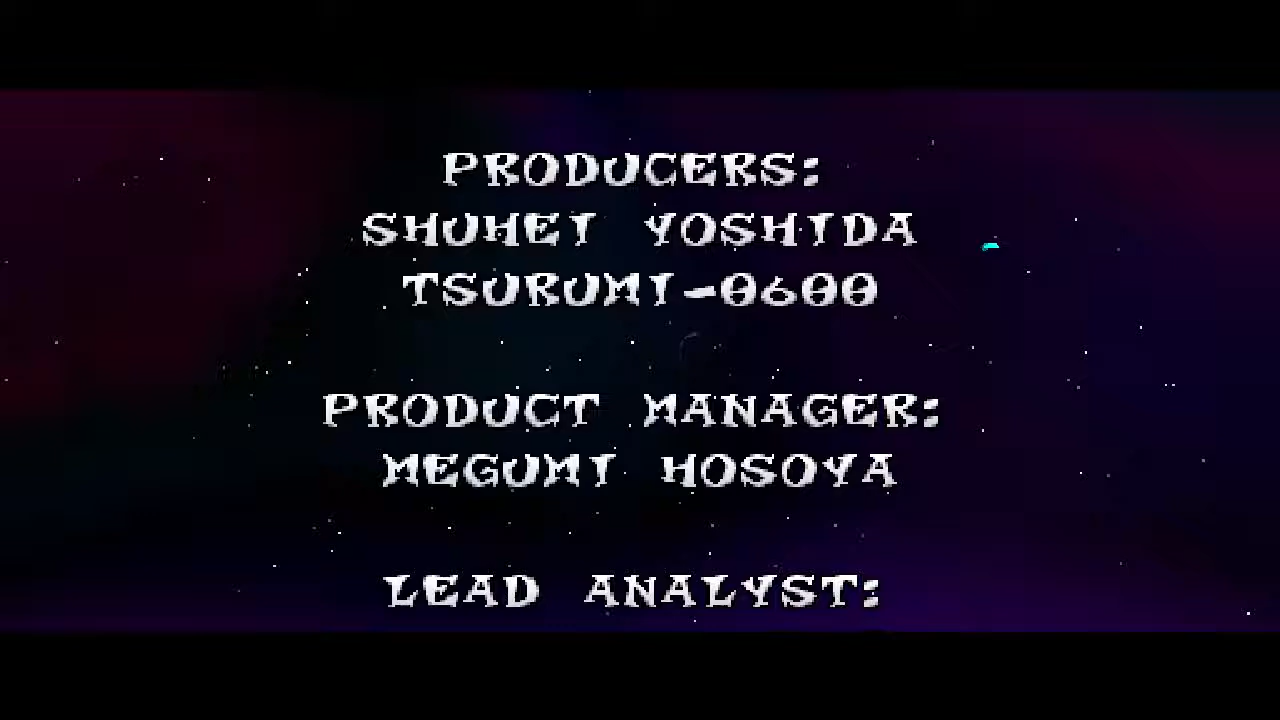 PRODUCERS:
SHUHEI YOSHIDA
TSURUMI-0600
PRODUCT MANAGER:
MEGUMI HOSOYA
LEAD ANALYST: